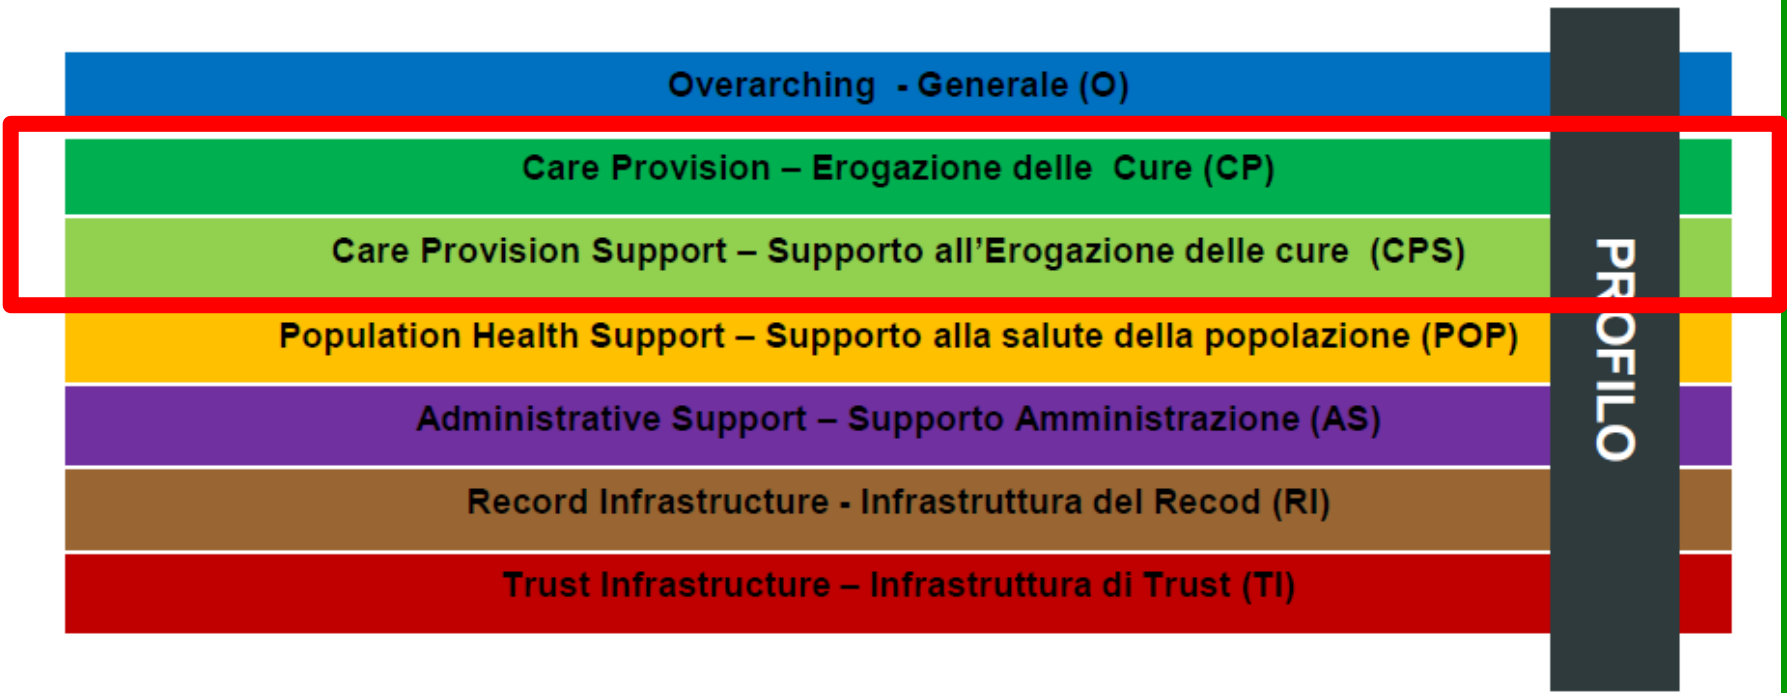 Overarching - Generale (O)
Care Provision – Erogazione delle Cure (CP)
Care Provision Support – Supporto all'Erogazione delle cure (CPS)
Population Health Support – Supporto alla salute della popolazione (POP)
Administrative Support – Supporto Amministrazione (AS)
Record Infrastructure - Infrastruttura del Recod (RI)
Trust Infrastructure – Infrastruttura di Trust (TI)
PROFILO